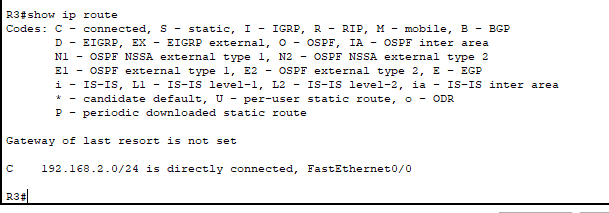 R3#show ip route
Codes: C - connected, S - static, I - IGRP, R - RIP, M - mobile, B - BGP
D - EIGRP, EX - EIGRP external, O - OSPF, IA - OSPF inter area
N1 - OSPF NSSA external type 1, N2 - OSPF NSSA external type 2
E1 - OSPF external type 1, E2 - OSPF external type 2, E - EGP
i - IS-IS, L1 - IS-IS level-1, L2 - IS-IS level-2, ia - IS-IS inter area
* - candidate default, U - per-user static route, o - ODR
P - periodic downloaded static route
Gateway of last resort is not set
C 192.168.2.0/24 is directly connected, FastEthernet0/0
R3#